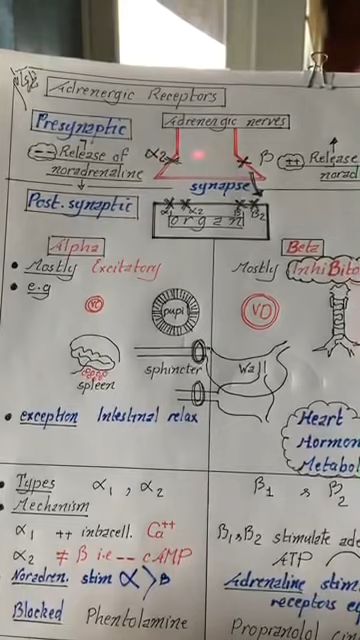 Adrenergic Receptors
Presynaptic
Adrenergic nerves
(--) Release of noradrenaline
α2
β
(++) Release
norad
synapse
Post. synaptic
α1 α2 β1 β2
organ
Alpha
Beta
• Mostly Excitatory
Mostly Inhibito
• e.g
VC
pupi
VD
spleen
sphincter
Wall
• exception Intestinal relax
Heart
Hormon
Metabol
• Types α1 , α2
β1 , β2
• Mechanism
α1 ++ intracell. Ca++
β1, β2 stimulate ade
α2 ≠ β i.e -- cAMP
ATP
Noradren. stim α > β
Adrenaline stim
receptors e
Blocked Phentolamine
Propranolol